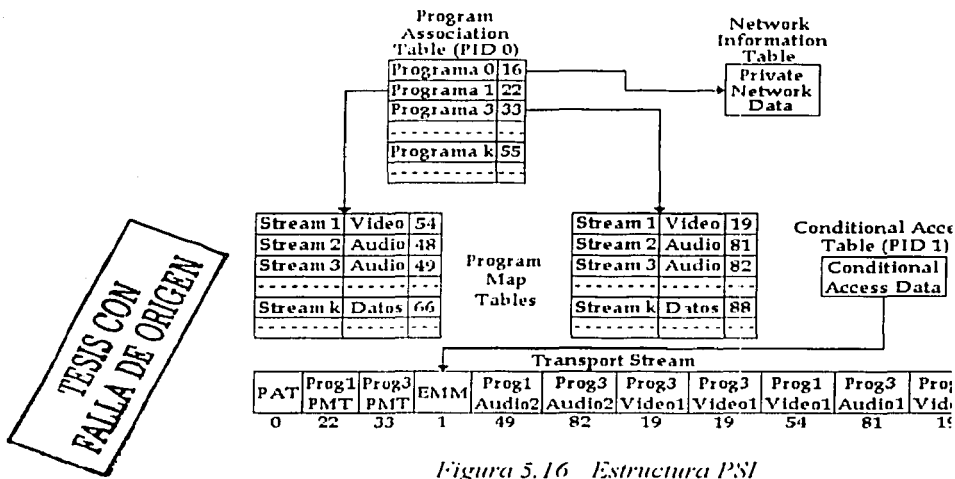 Program
Association
Table (PID 0)
Programa 0 16
Programa 1 22
Programa 3 33
Programa k 55
Network
Information
Table
Private
Network
Data
Stream 1 Video 54
Stream 2 Audio 48
Stream 3 Audio 49
Stream k Datos 66
Program
Map
Tables
Stream 1 Video 19
Stream 2 Audio 81
Stream 3 Audio 82
Stream k Datos 88
Conditional Acce
Table (PID 1)
Conditional
Access Data
TESIS CON
FALLA DE ORIGEN
Transport Stream
PAT Prog1 PMT Prog3 PMT EMM Prog1 Audio2 Prog3 Audio2 Prog3 Video1 Prog3 Video1 Prog1 Video1 Prog3 Audio1 Prog Vid
0 22 33 1 49 82 19 19 54 81 19
Figura 5.16 Estructura PSI